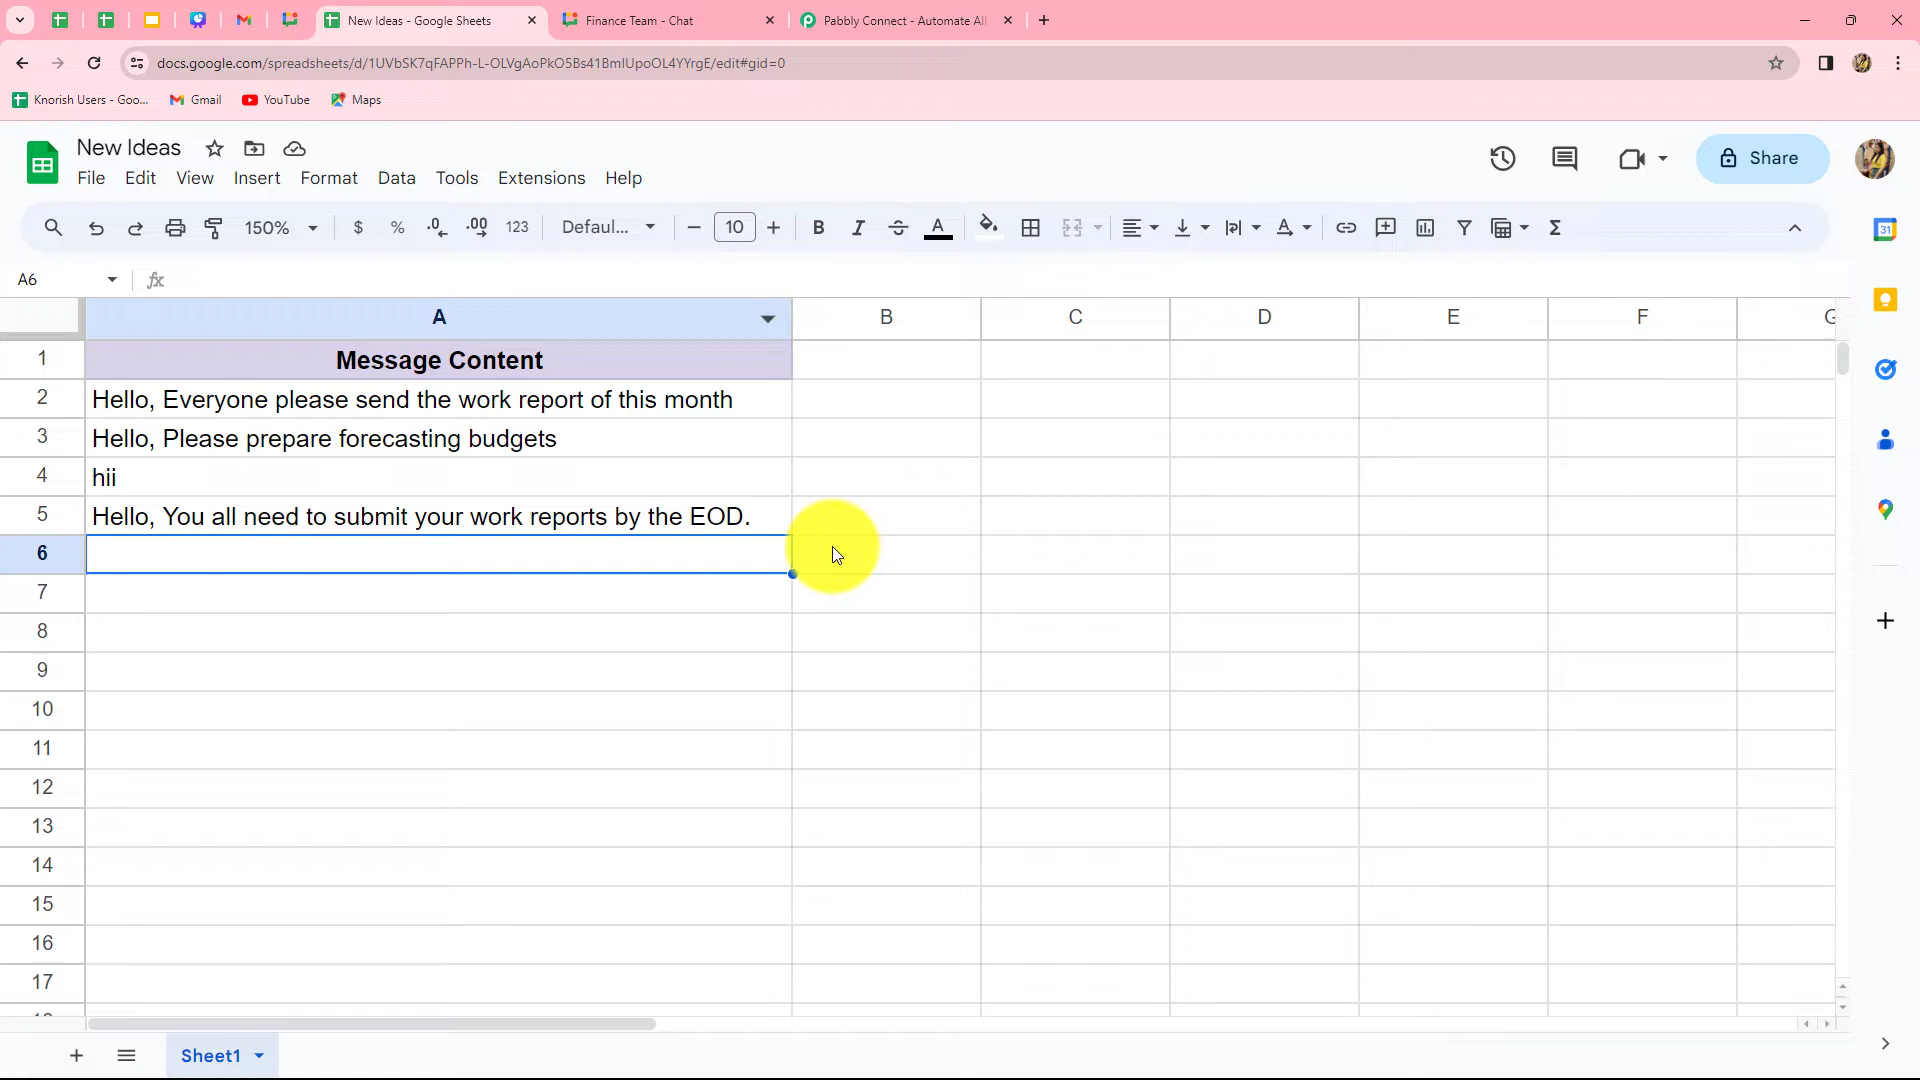 New Ideas - Google Sheets
Finance Team - Chat
Pabbly Connect - Automate All
docs.google.com/spreadsheets/d/1UVbSK7qFAPPh-L-OLVgAoPkO5Bs41BmIUpoOL4YYrgE/edit#gid=0
Knorish Users - Goo...
Gmail
YouTube
Maps
New Ideas
Share
File Edit View Insert Format Data Tools Extensions Help
150% $ % .0 .00 123 Defaul... 10 B I S A
A6
fx
A B C D E F
1 Message Content
2 Hello, Everyone please send the work report of this month
3 Hello, Please prepare forecasting budgets
4 hii
5 Hello, You all need to submit your work reports by the EOD.
6
7
8
9
10
11
12
13
14
15
16
17
Sheet1
31